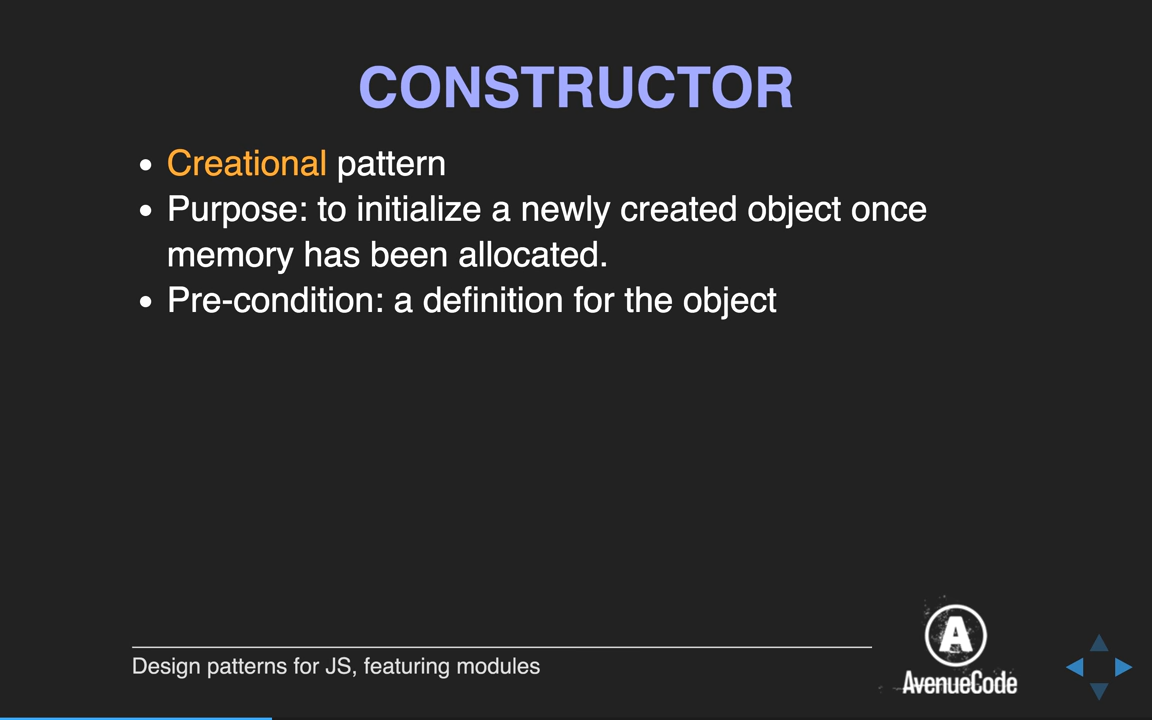 CONSTRUCTOR
• Creational pattern
• Purpose: to initialize a newly created object once
memory has been allocated.
• Pre-condition: a definition for the object
Design patterns for JS, featuring modules
A
AvenueCode